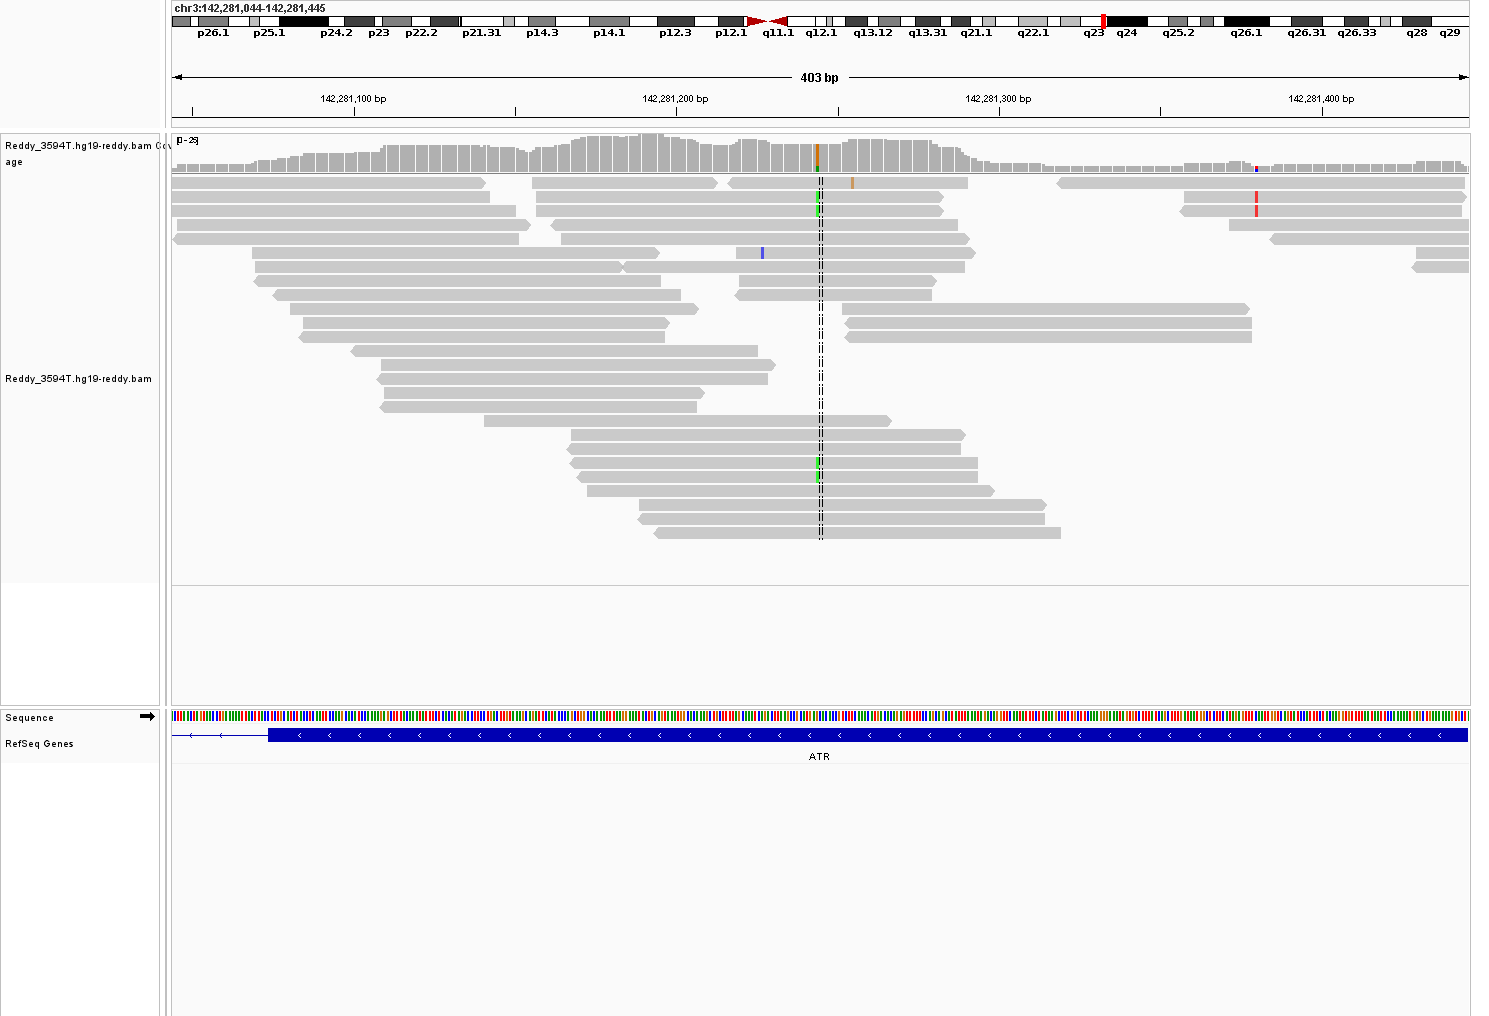 chr3:142,281,044-142,281,445
p26.1 p25.1 p24.2 p23 p22.2 p21.31 p14.3 p14.1 p12.3 p12.1 q11.1 q12.1 q13.12 q13.31 q21.1 q22.1 q23 q24 q25.2 q26.1 q26.31 q26.33 q28 q29
403 bp
142,281,100 bp 142,281,200 bp 142,281,300 bp 142,281,400 bp
Reddy_3594T.hg19-reddy.bam Cov
age
Reddy_3594T.hg19-reddy.bam
Sequence
RefSeq Genes
ATR